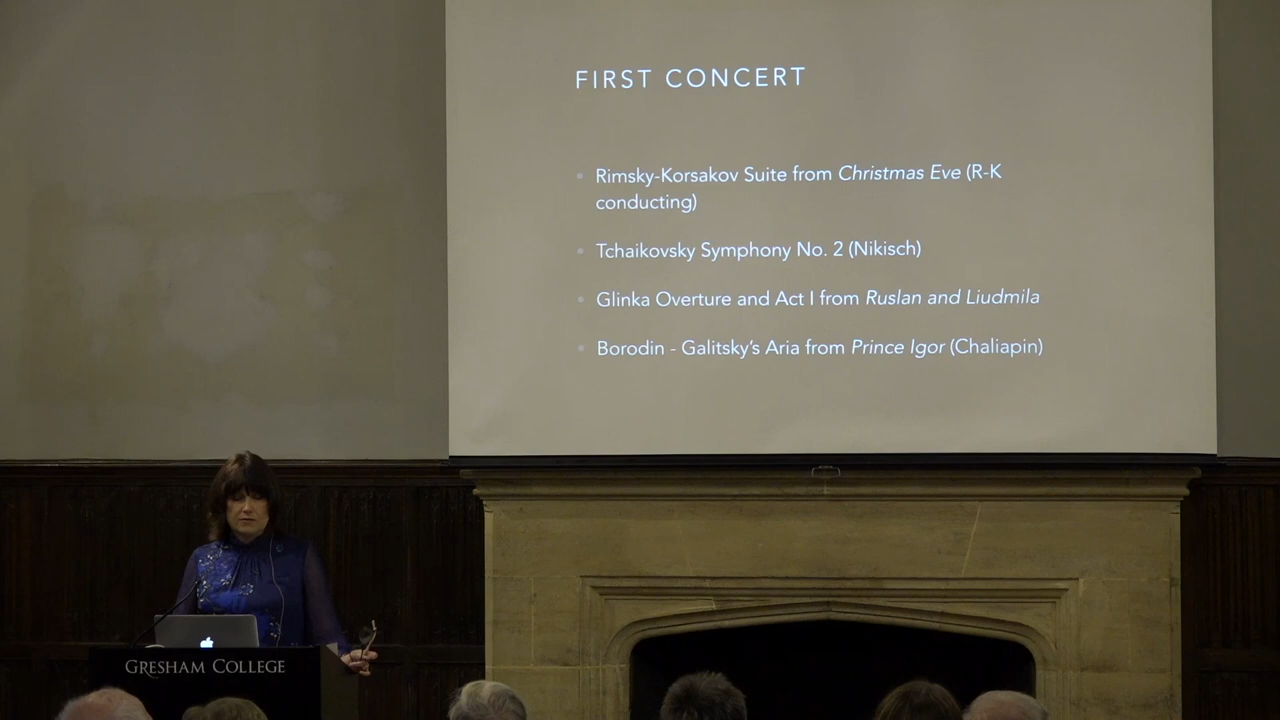 FIRST CONCERT
Rimsky-Korsakov Suite from Christmas Eve (R-K
conducting)
Tchaikovsky Symphony No. 2 (Nikisch)
Glinka Overture and Act I from Ruslan and Liudmila
Borodin - Galitsky's Aria from Prince Igor (Chaliapin)
GRESHAM COLLEGE